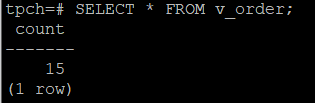 tpch=# SELECT * FROM v_order;
count
-------
15
(1 row)